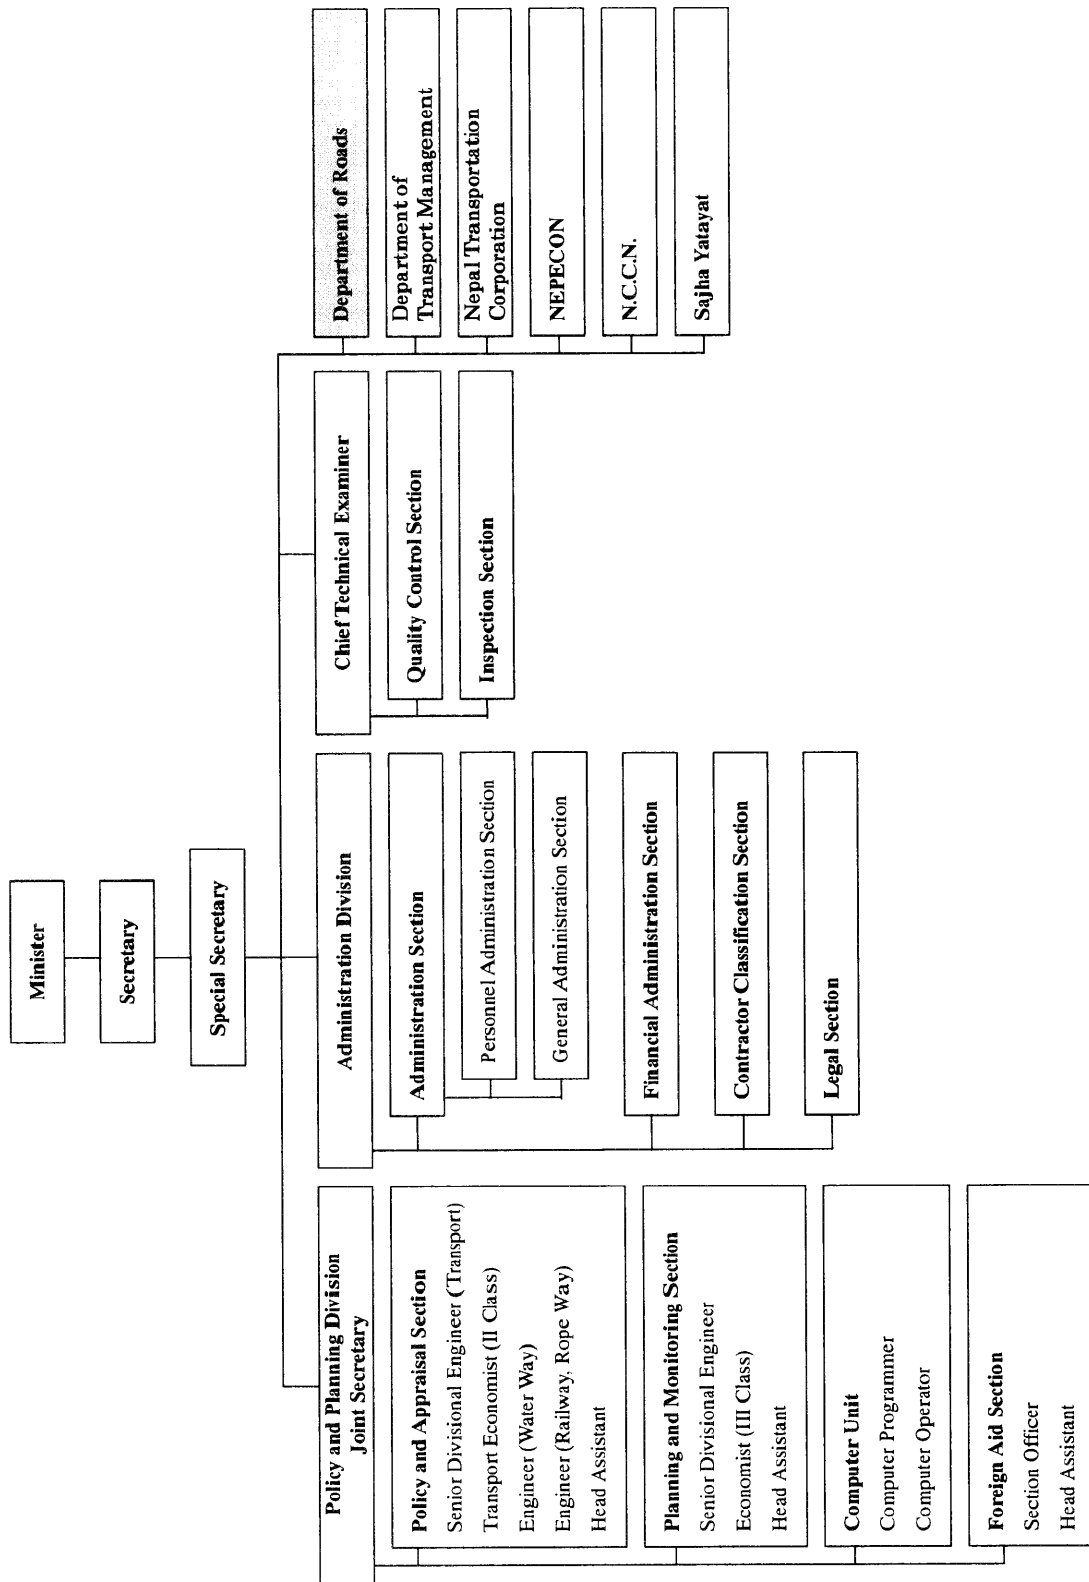 Minister
Secretary
Special Secretary
Policy and Planning Division
Joint Secretary
Policy and Appraisal Section
Senior Divisional Engineer (Transport)
Transport Economist (II Class)
Engineer (Water Way)
Engineer (Railway, Rope Way)
Head Assistant
Planning and Monitoring Section
Senior Divisional Engineer
Economist (III Class)
Head Assistant
Computer Unit
Computer Programmer
Computer Operator
Foreign Aid Section
Section Officer
Head Assistant
Administration Division
Administration Section
Personnel Administration Section
General Administration Section
Financial Administration Section
Contractor Classification Section
Legal Section
Chief Technical Examiner
Quality Control Section
Inspection Section
Department of Roads
Department of
Transport Management
Nepal Transportation
Corporation
NEPECON
N.C.C.N.
Sajha Yatayat